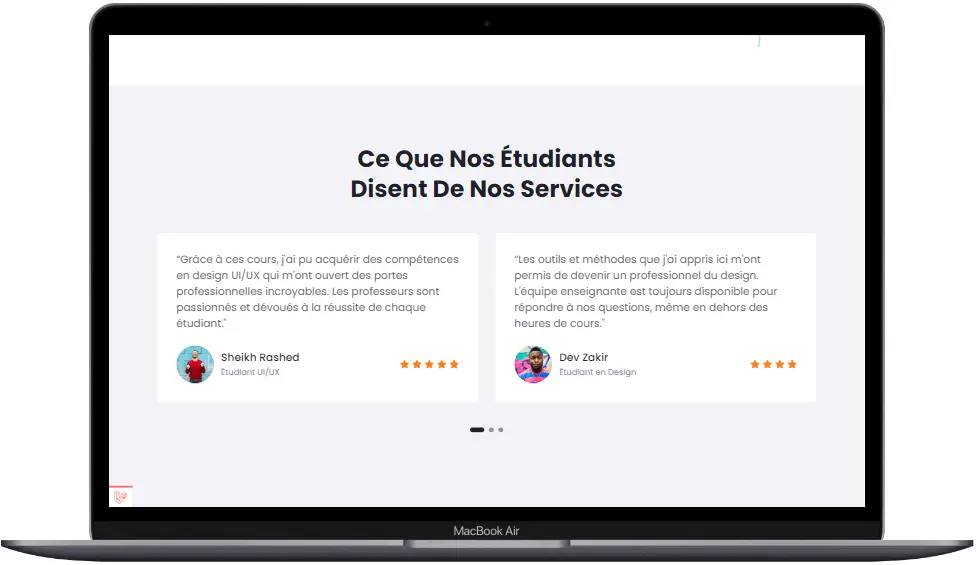 Ce Que Nos Étudiants
Disent De Nos Services
“Grâce à ces cours, j'ai pu acquérir des compétences
en design UI/UX qui m'ont ouvert des portes
professionnelles incroyables. Les professeurs sont
passionnés et dévoués à la réussite de chaque
étudiant."
Sheikh Rashed
Étudiant UI/UX
“Les outils et méthodes que j'ai appris ici m'ont
permis de devenir un professionnel du design.
L'équipe enseignante est toujours disponible pour
répondre à nos questions, même en dehors des
heures de cours."
Dev Zakir
Étudiant en Design
MacBook Air